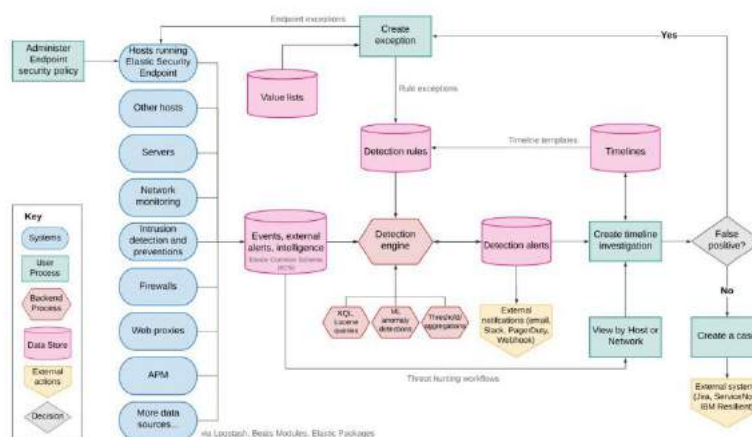 Endpoint exceptions
Administer
Endpoint
security policy
Hosts running
Elastic Security
Endpoint
Create
exception
Yes
Value lists
Rule exceptions
Other hosts
Servers
Detection rules
Timeline templates
Timelines
Network
monitoring
Key
Systems
User
Process
Backend
Process
Data Store
External
actions
Decision
Intrusion
detection and
preventions
Events, external
alerts, intelligence
Elastic Common Schema
(ECS)
Detection
engine
Detection alerts
Create timeline
investigation
False
positive?
No
Firewalls
KQL
Lucene
queries
ML
anomaly
detections
Threshold/
aggregations
External
notifications (email,
Slack, PagerDuty,
Webhook)
View by Host or
Network
Create a case
Web proxies
APM
Threat hunting workflows
External system
(Jira, ServiceNo
IBM Resilient)
More data
sources...
via Logstash, Beats Modules, Elastic Packages